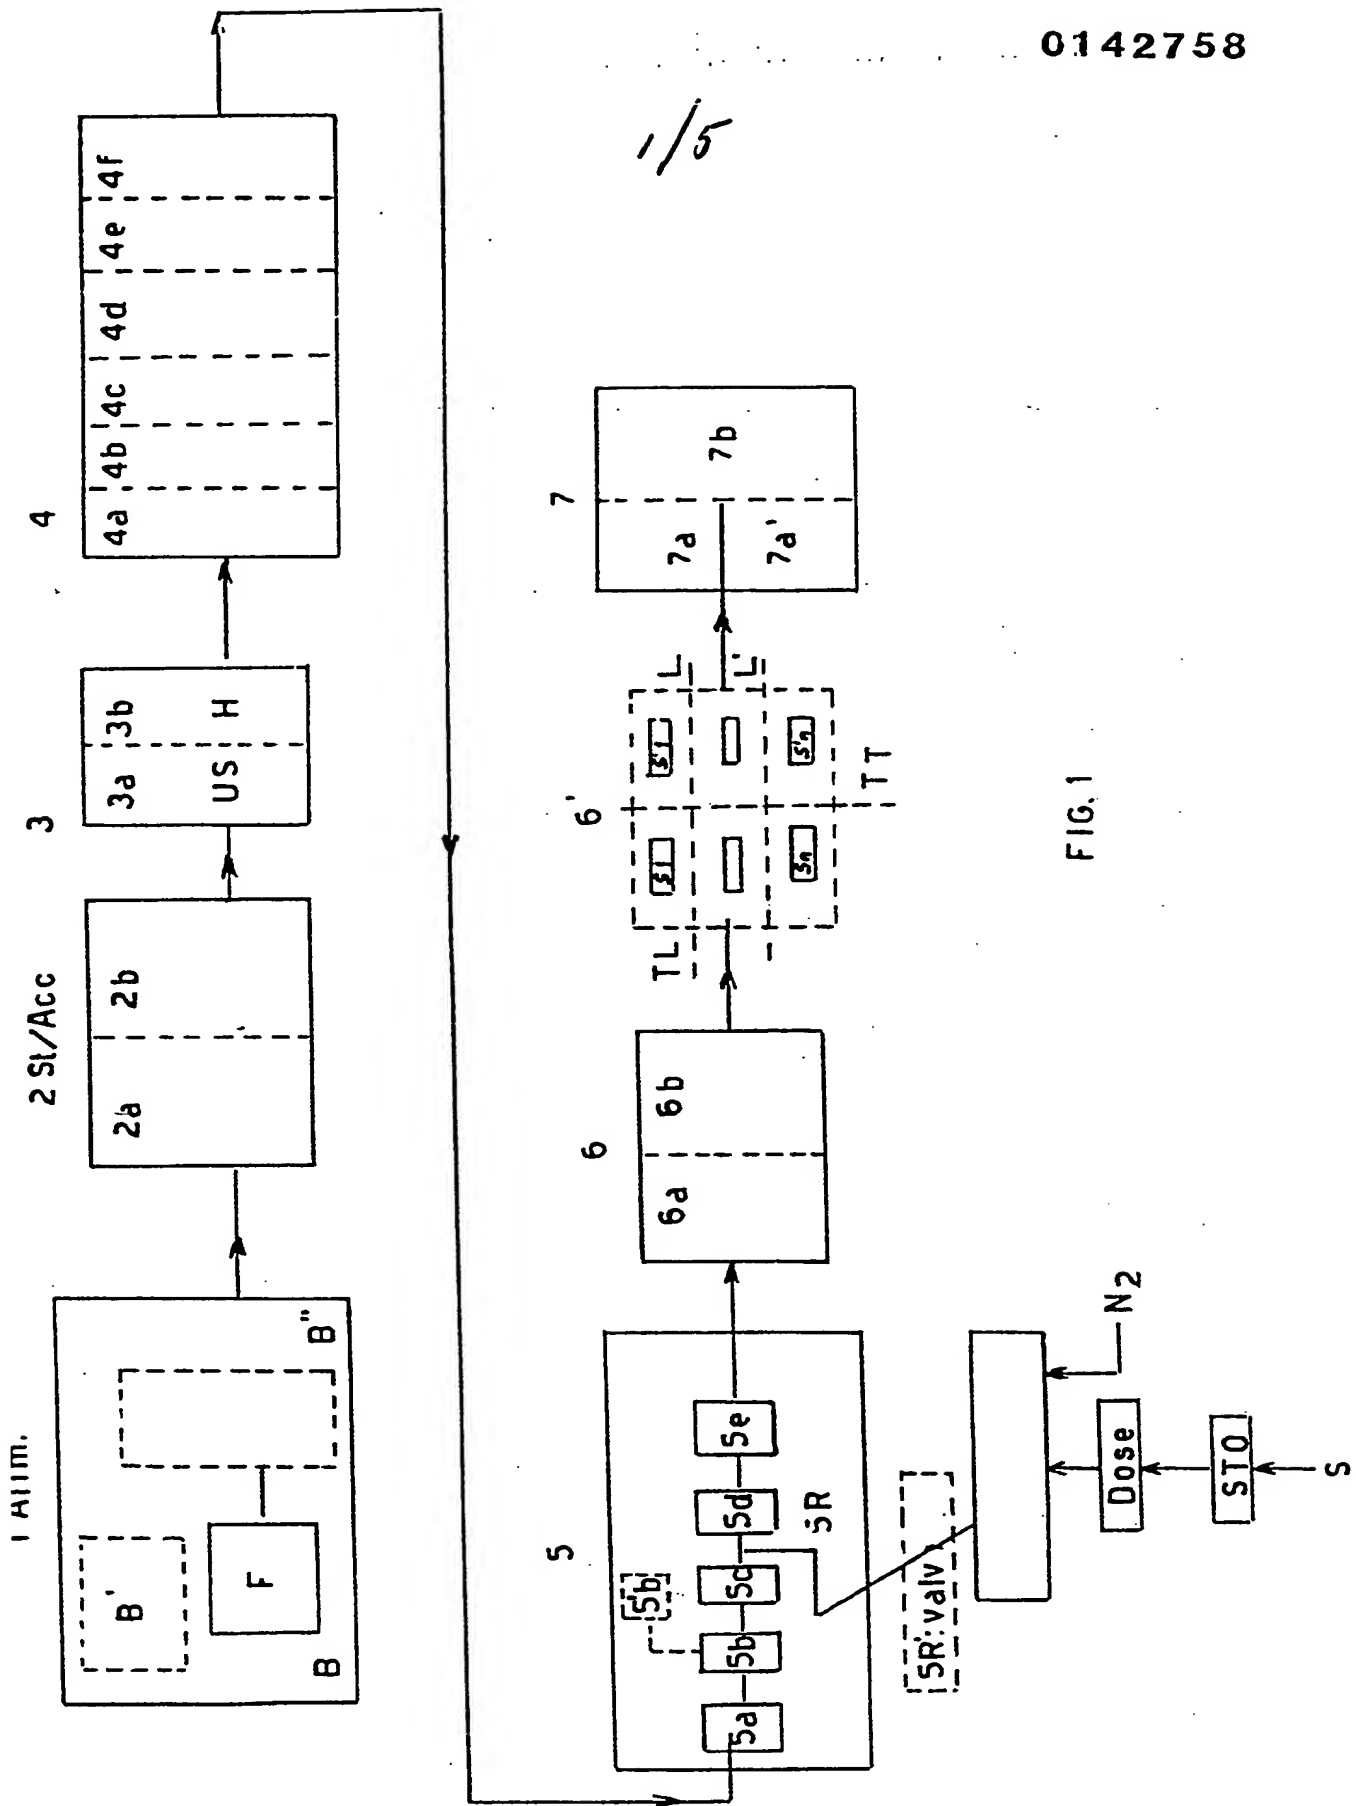 0142758
1/5
1 Alim.
B'
F
B
B"
2 St/Acc
2a
2b
3
3a
3b
US
H
4
4a
4b
4c
4d
4e
4f
5
5a
5b
5'b
5c
5d
5e
5R
5R':valv
N2
Dose
STO
S
6
6a
6b
6'
TL
L
L'
TT
7
7a
7a'
7b
FIG.1